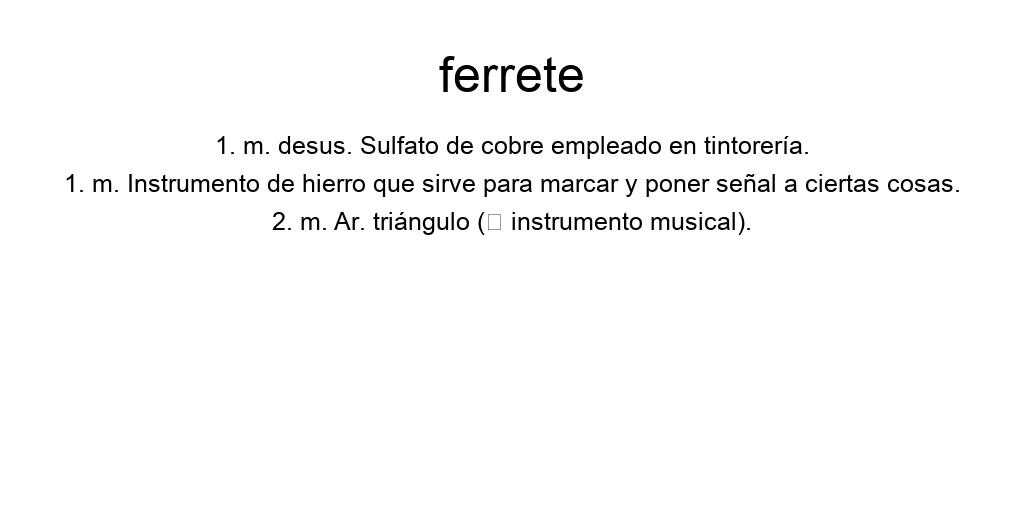 ferrete
1. m. desus. Sulfato de cobre empleado en tintorería.
1. m. Instrumento de hierro que sirve para marcar y poner señal a ciertas cosas.
2. m. Ar. triángulo (□ instrumento musical).